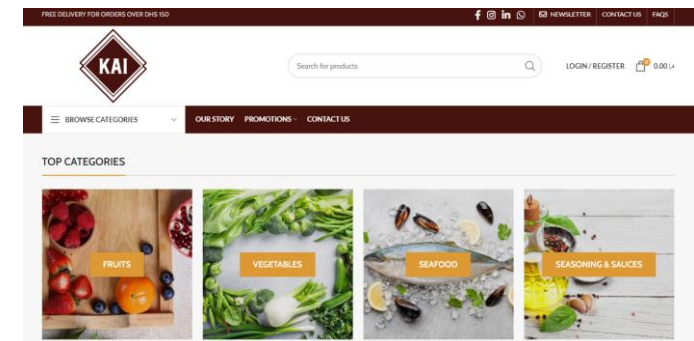 FREE DELIVERY FOR ORDERS OVER DHS 150
NEWSLETTER CONTACT US FAQS
KAI
Search for products
LOGIN / REGISTER 0 0.00
BROWSE CATEGORIES OUR STORY PROMOTIONS CONTACT US
TOP CATEGORIES
FRUITS VEGETABLES SEAFOOD SEASONING & SAUCES